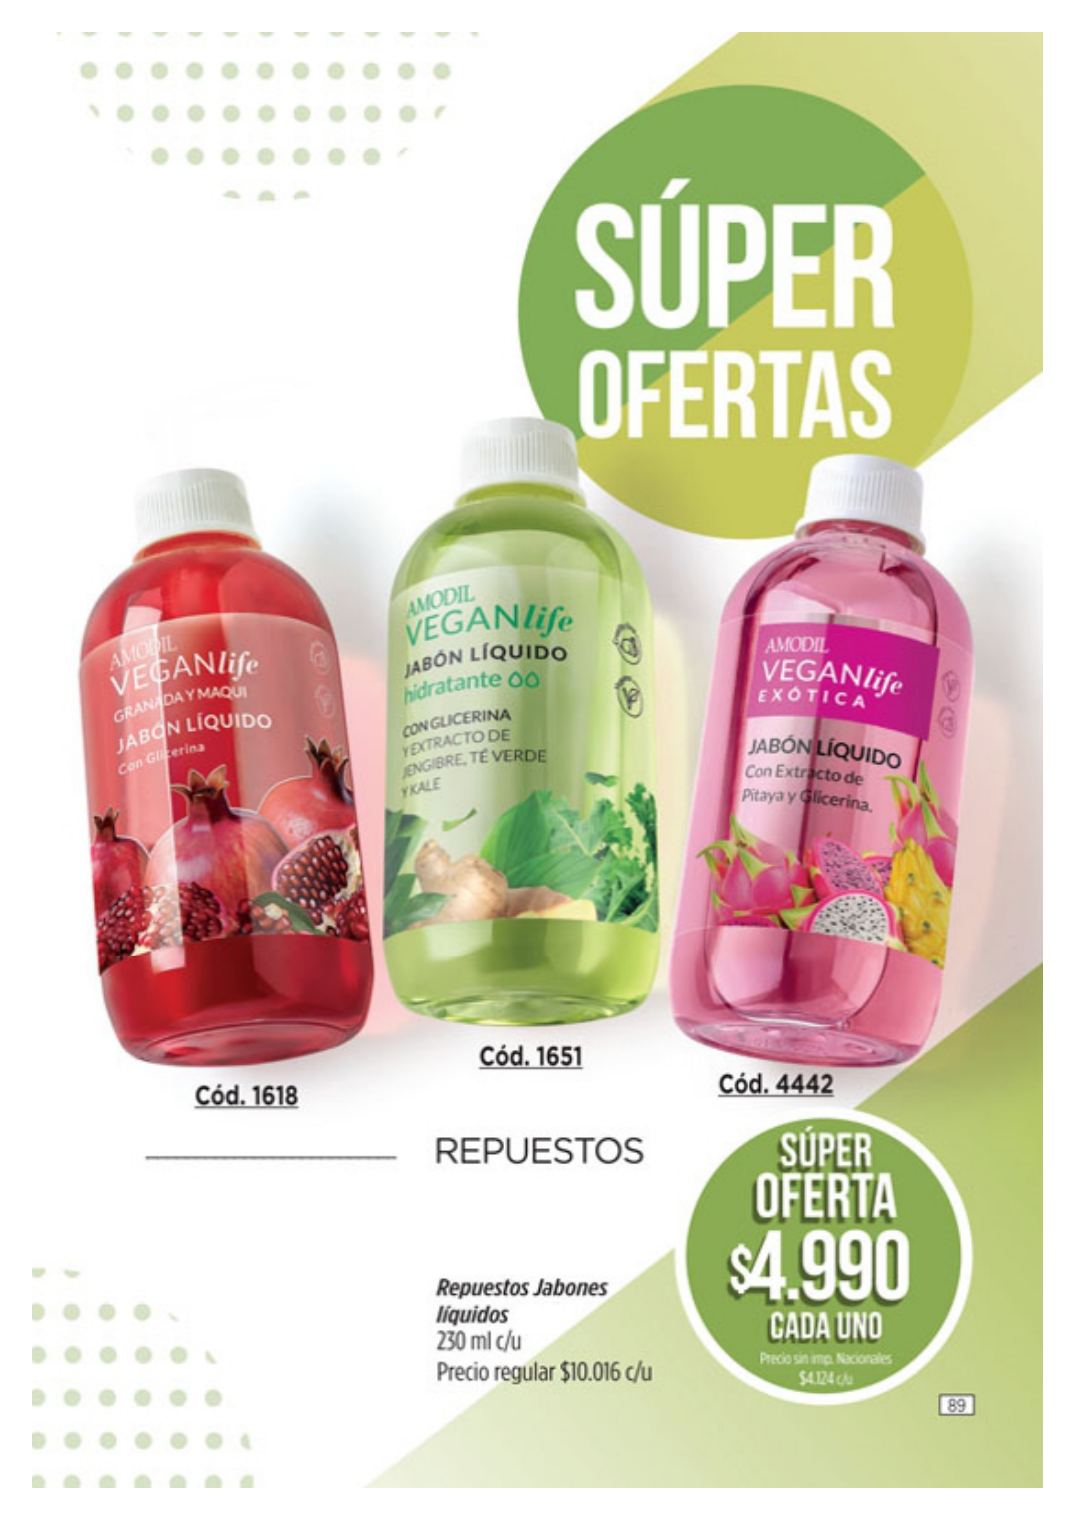 SÚPER
OFERTAS
AMODIL
VEGANlife
GRANADA Y MAQUI
JABÓN LÍQUIDO
Con Glicerina
AMODIL
VEGANlife
JABÓN LÍQUIDO
hidratante
CON GLICERINA
Y EXTRACTO DE
JENGIBRE, TÉ VERDE
Y KALE
AMODIL
VEGANlife
EXÓTICA
JABÓN LÍQUIDO
Con Extracto de
Pitaya y Glicerina.
Cód. 1618
Cód. 1651
Cód. 4442
REPUESTOS
Repuestos Jabones
líquidos
230 ml c/u
Precio regular $10.016 c/u
SÚPER
OFERTA
$4.990
CADA UNO
Precio sin imp. Nacionales
$4.124 c/u
89